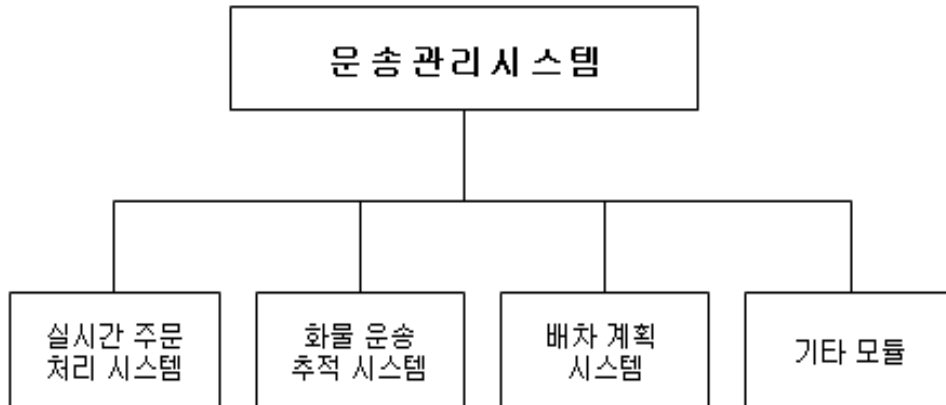 운송관리시스템
실시간 주문
처리 시스템
화물 운송
추적 시스템
배차 계획
시스템
기타 모듈